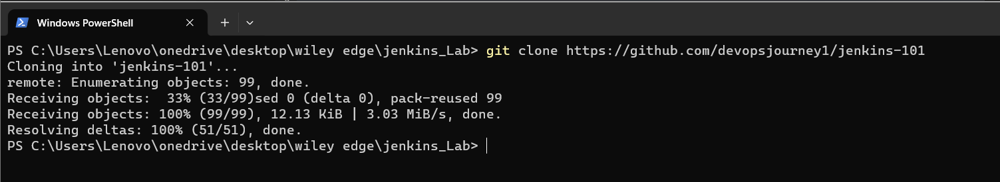 Windows PowerShell
PS C:\Users\Lenovo\onedrive\desktop\wiley edge\jenkins_Lab> git clone https://github.com/devopsjourney1/jenkins-101
Cloning into 'jenkins-101'...
remote: Enumerating objects: 99, done.
Receiving objects:  33% (33/99)sed 0 (delta 0), pack-reused 99
Receiving objects: 100% (99/99), 12.13 KiB | 3.03 MiB/s, done.
Resolving deltas: 100% (51/51), done.
PS C:\Users\Lenovo\onedrive\desktop\wiley edge\jenkins_Lab>